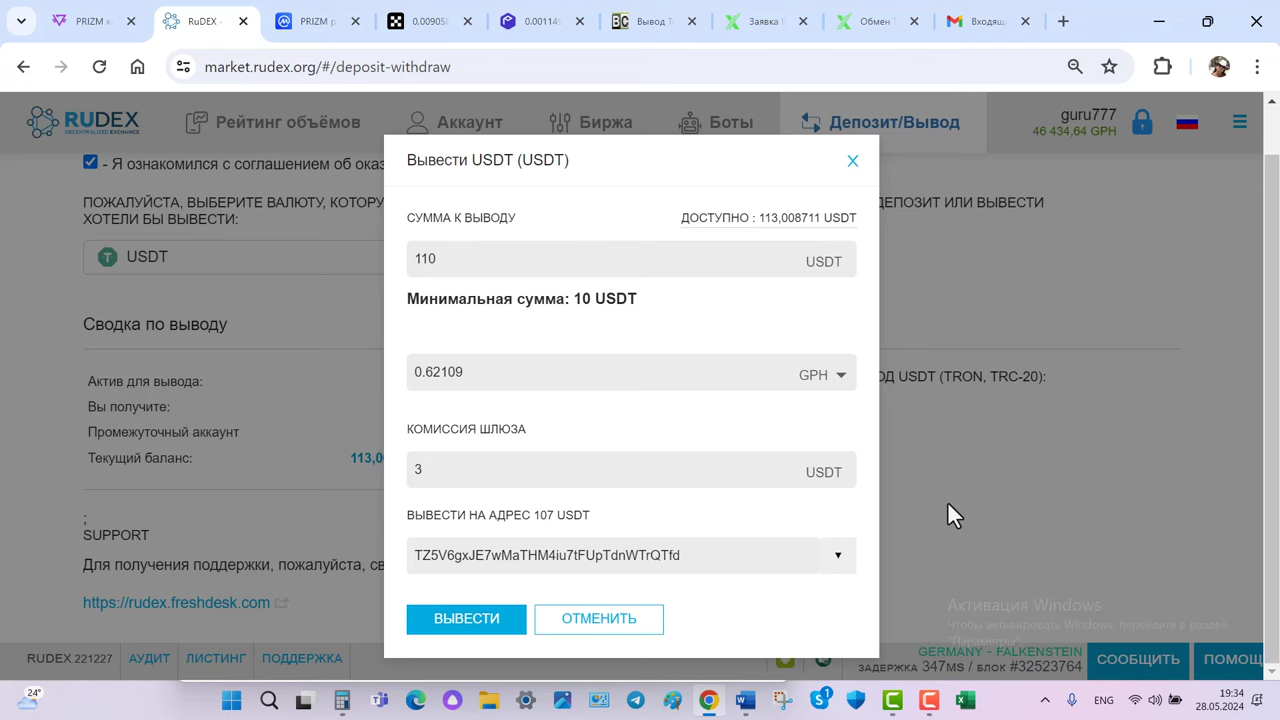 PRIZM к
RuDEX -
PRIZM р
0.009058
0.001149
Вывод Te
Заявка В
Обмен Т
Входящ
market.rudex.org/#/deposit-withdraw
RUDEX
DECENTRALIZED EXCHANGE
Рейтинг объёмов
Аккаунт
Биржа
Боты
Депозит/Вывод
guru777
46 434,64 GPH
- Я ознакомился с соглашением об оказ
ПОЖАЛУЙСТА, ВЫБЕРИТЕ ВАЛЮТУ, КОТОРУ
ДЕПОЗИТ ИЛИ ВЫВЕСТИ
ХОТЕЛИ БЫ ВЫВЕСТИ:
USDT
Сводка по выводу
Актив для вывода:
ОД USDT (TRON, TRC-20):
Вы получите:
Промежуточный аккаунт
Текущий баланс:
113,0
;
SUPPORT
Для получения поддержки, пожалуйста, св
https://rudex.freshdesk.com
Вывести USDT (USDT)
X
СУММА К ВЫВОДУ
ДОСТУПНО : 113,008711 USDT
110
USDT
Минимальная сумма: 10 USDT
0.62109
GPH
КОМИССИЯ ШЛЮЗА
3
USDT
ВЫВЕСТИ НА АДРЕС 107 USDT
TZ5V6gxJE7wMaTHM4iu7tFUpTdnWTrQTfd
ВЫВЕСТИ
ОТМЕНИТЬ
Активация Windows
Чтобы активировать Windows, перейдите в раздел
"Параметры".
RUDEX.221227
АУДИТ
ЛИСТИНГ
ПОДДЕРЖКА
GERMANY - FALKENSTEIN
ЗАДЕРЖКА 347MS / БЛОК #32523764
СООБЩИТЬ
ПОМОЩ
24°
ENG
19:34
28.05.2024